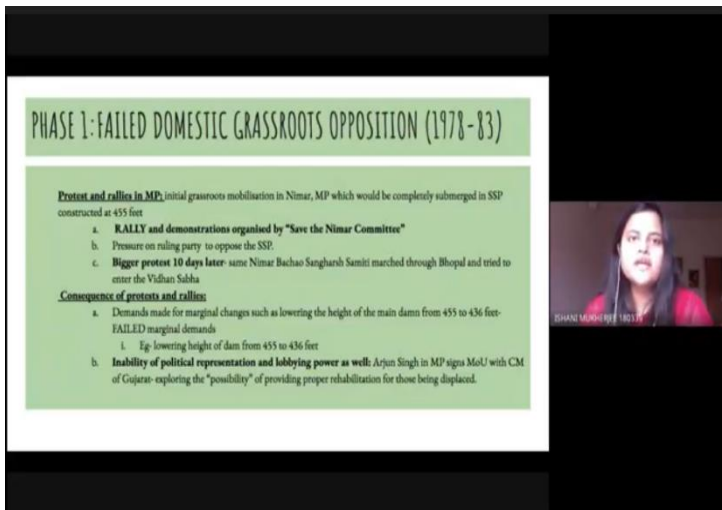 PHASE 1: FAILED DOMESTIC GRASSROOTS OPPOSITION (1978-83)
Protest and rallies in MP: initial grassroots mobilisation in Nimar, MP which would be completely submerged in SSP
constructed at 455 feet
a. RALLY and demonstrations organised by "Save the Nimar Committee"
b. Pressure on ruling party to oppose the SSP.
c. Bigger protest 10 days later- same Nimar Bachao Sangharsh Samiti marched through Bhopal and tried to
enter the Vidhan Sabha
Consequence of protests and rallies:
a. Demands made for marginal changes such as lowering the height of the main damn from 455 to 436 feet-
FAILED marginal demands
i. Eg- lowering height of dam from 455 to 436 feet
b. Inability of political representation and lobbying power as well: Arjun Singh in MP signs MoU with CM
of Gujarat- exploring the "possibility" of providing proper rehabilitation for those being displaced.
ISHANI MUKHERJEE